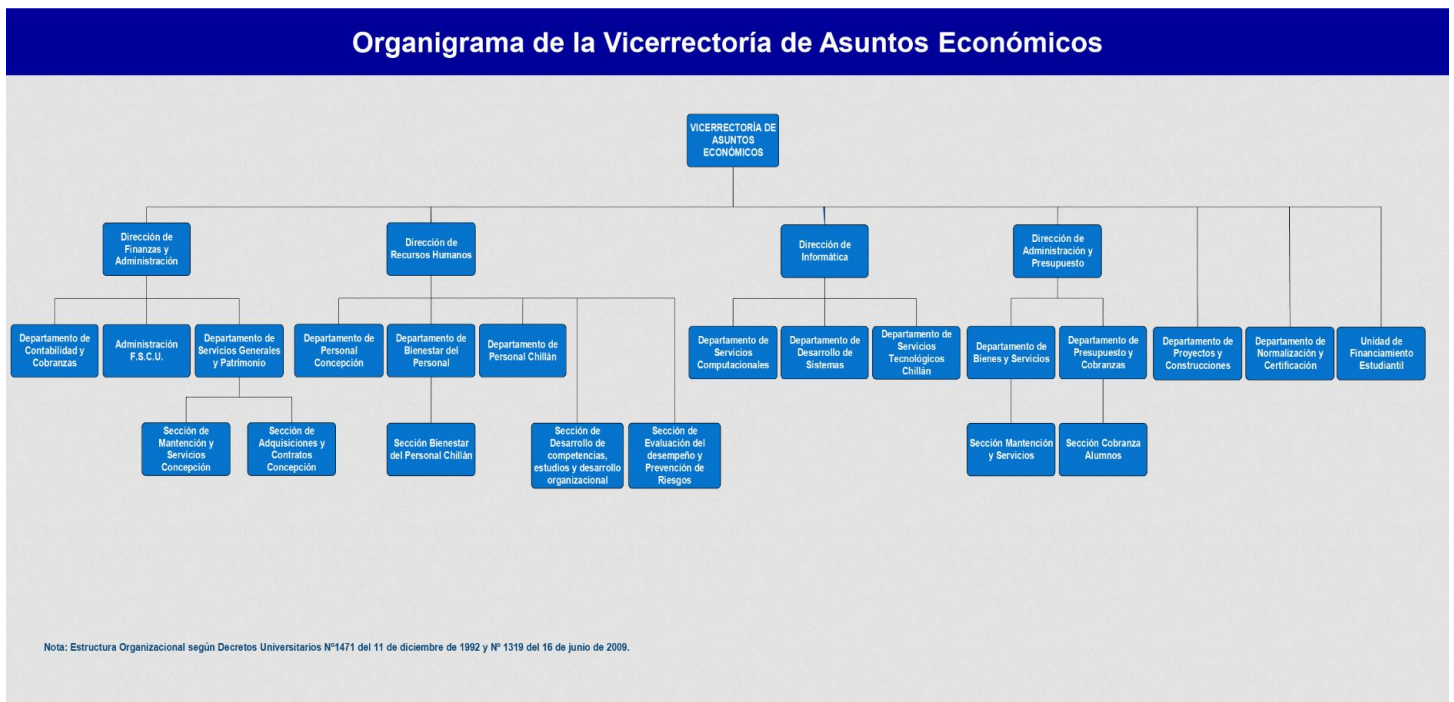 Organigrama de la Vicerrectoría de Asuntos Económicos
VICERRECTORÍA DE
ASUNTOS
ECONÓMICOS
Dirección de
Finanzas y
Administración
Dirección de
Recursos Humanos
Dirección de
Informática
Dirección de
Administración y
Presupuesto
Departamento de
Contabilidad y
Cobranzas
Administración
F.S.C.U.
Departamento de
Servicios Generales
y Patrimonio
Departamento de
Personal
Concepción
Departamento de
Bienestar del
Personal
Departamento de
Personal Chillán
Departamento de
Servicios
Computacionales
Departamento de
Desarrollo de
Sistemas
Departamento de
Servicios
Tecnológicos
Chillán
Departamento de
Bienes y Servicios
Departamento de
Presupuesto y
Cobranzas
Departamento de
Proyectos y
Construcciones
Departamento de
Normalización y
Certificación
Unidad de
Financiamiento
Estudiantil
Sección de
Mantención y
Servicios
Concepción
Sección de
Adquisiciones y
Contratos
Concepción
Sección Bienestar
del Personal Chillán
Sección de
Desarrollo de
competencias,
estudios y desarrollo
organizacional
Sección de
Evaluación del
desempeño y
Prevención de
Riesgos
Sección Mantención
y Servicios
Sección Cobranza
Alumnos
Nota: Estructura Organizacional según Decretos Universitarios Nº1471 del 11 de diciembre de 1992 y Nº 1319 del 16 de junio de 2009.